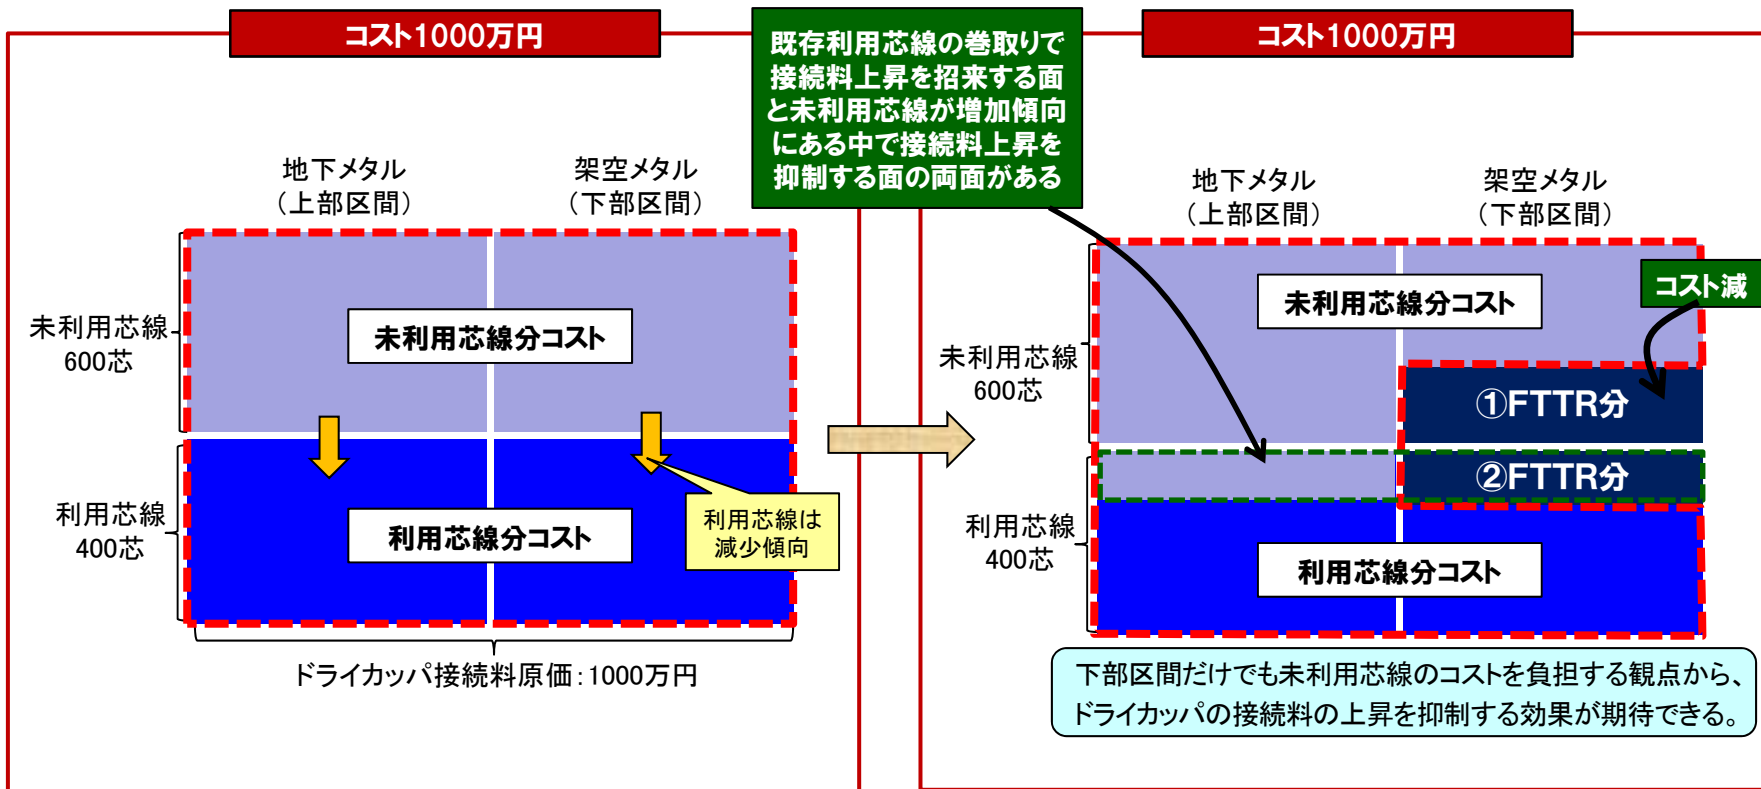 コスト1000万円
既存利用芯線の巻取りで
接続料上昇を招来する面
と未利用芯線が増加傾向
にある中で接続料上昇を
抑制する面の両面がある
コスト1000万円
地下メタル
（上部区間）
架空メタル
（下部区間）
未利用芯線
600芯
未利用芯線分コスト
利用芯線
400芯
利用芯線分コスト
利用芯線は
減少傾向
ドライカッパ接続料原価：1000万円
地下メタル
（上部区間）
架空メタル
（下部区間）
コスト減
未利用芯線分コスト
未利用芯線
600芯
①FTTR分
②FTTR分
利用芯線
400芯
利用芯線分コスト
下部区間だけでも未利用芯線のコストを負担する観点から、
ドライカッパの接続料の上昇を抑制する効果が期待できる。